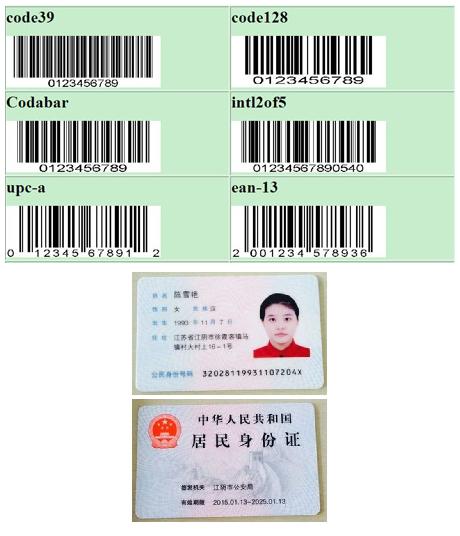 code39
code128
0123456789
0123456789
Codabar
intl2of5
0123456789
01234567890540
upc-a
ean-13
0 12345 67891 2
2 001234 578936
姓名 陈雪艳
性别 女 民族 汉
出生 1993 年 11 月 7 日
住址 江苏省江阴市徐霞客镇马
镇村大村上16-1号
公民身份号码 32028119931107204X
中华人民共和国
居民身份证
签发机关 江阴市公安局
有效期限 2015.01.13-2025.01.13